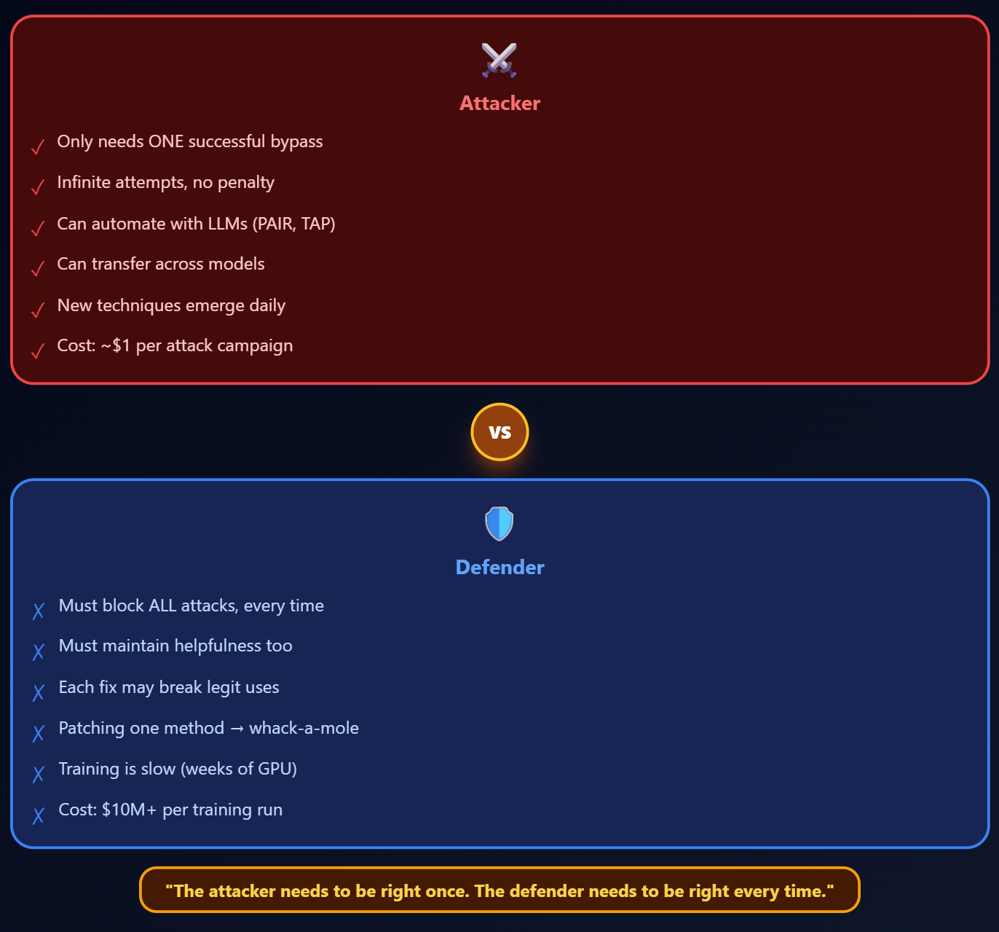 Attacker
✓ Only needs ONE successful bypass
✓ Infinite attempts, no penalty
✓ Can automate with LLMs (PAIR, TAP)
✓ Can transfer across models
✓ New techniques emerge daily
✓ Cost: ~$1 per attack campaign
VS
Defender
✗ Must block ALL attacks, every time
✗ Must maintain helpfulness too
✗ Each fix may break legit uses
✗ Patching one method → whack-a-mole
✗ Training is slow (weeks of GPU)
✗ Cost: $10M+ per training run
"The attacker needs to be right once. The defender needs to be right every time."